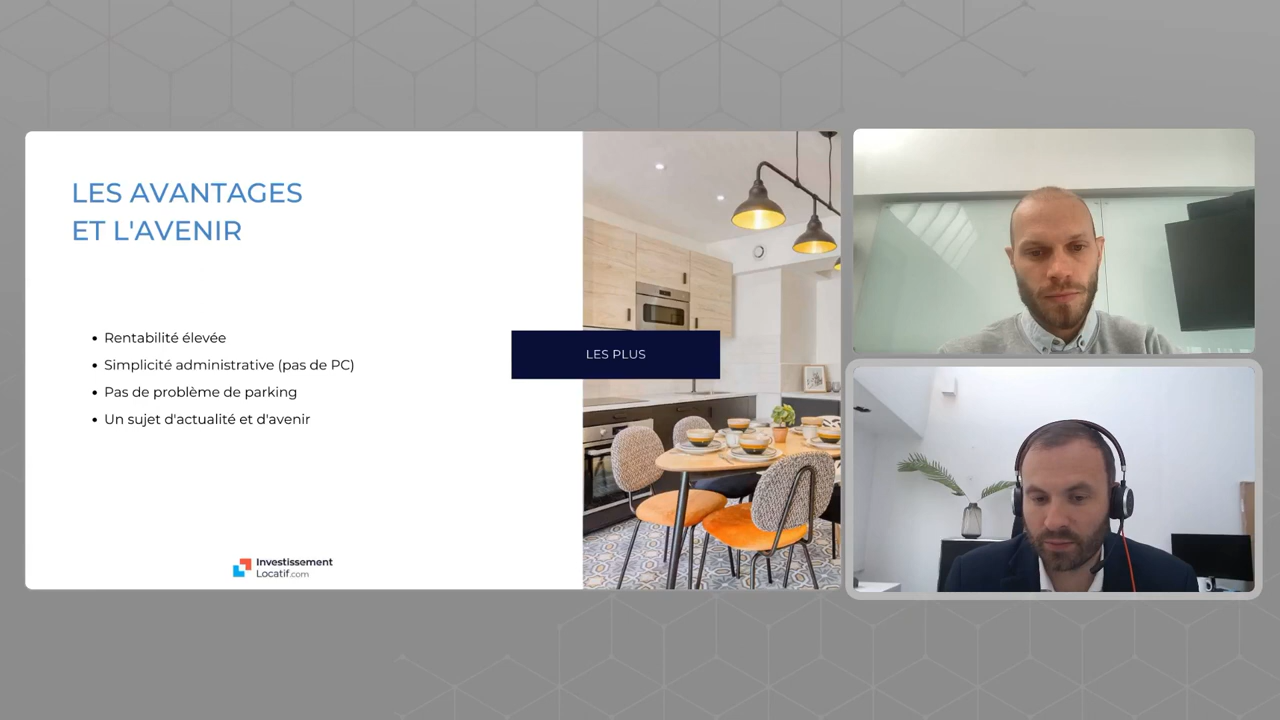 LES AVANTAGES
ET L'AVENIR
• Rentabilité élevée
• Simplicité administrative (pas de PC)
• Pas de problème de parking
• Un sujet d'actualité et d'avenir
LES PLUS
Investissement
Locatif.com